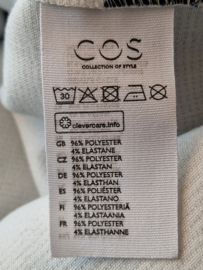 COS
COLLECTION OF STYLE
30
clevercare.info
GB 96% POLYESTER
4% ELASTANE
CZ 96% POLYESTER
4% ELASTAN
DE 96% POLYESTER
4% ELASTHAN
ES 96% POLIÉSTER
4% ELASTANO
FI 96% POLYESTERI
4% ELASTAANIA
FR 96% POLYESTER
4% ELASTHANNE